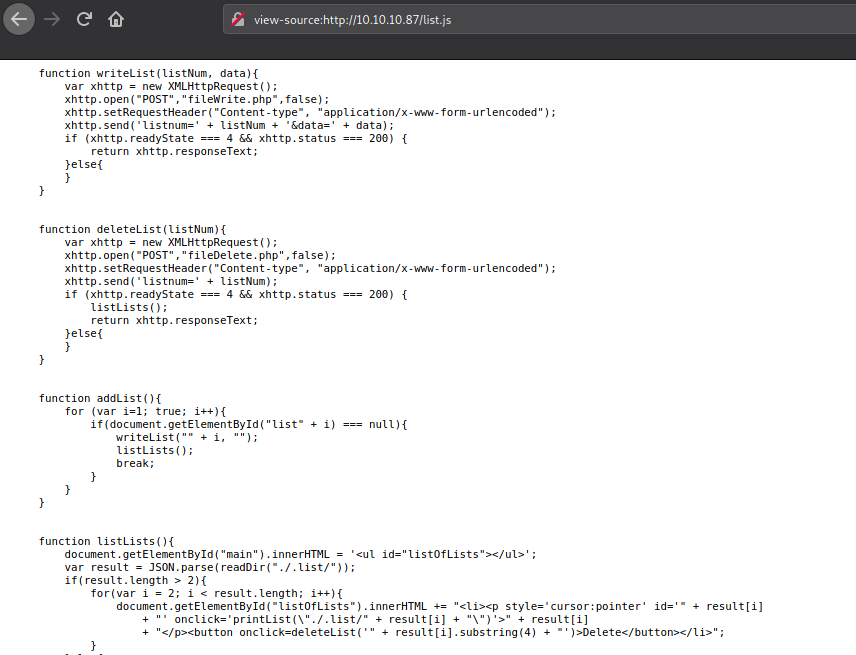 view-source:http://10.10.10.87/list.js
function writeList(listNum, data){
    var xhttp = new XMLHttpRequest();
    xhttp.open("POST","fileWrite.php",false);
    xhttp.setRequestHeader("Content-type", "application/x-www-form-urlencoded");
    xhttp.send('listnum=' + listNum + '&data=' + data);
    if (xhttp.readyState === 4 && xhttp.status === 200) {
        return xhttp.responseText;
    }else{
    }
}
function deleteList(listNum){
    var xhttp = new XMLHttpRequest();
    xhttp.open("POST","fileDelete.php",false);
    xhttp.setRequestHeader("Content-type", "application/x-www-form-urlencoded");
    xhttp.send('listnum=' + listNum);
    if (xhttp.readyState === 4 && xhttp.status === 200) {
        listLists();
        return xhttp.responseText;
    }else{
    }
}
function addList(){
    for (var i=1; true; i++){
        if(document.getElementById("list" + i) === null){
            writeList("" + i, "");
            listLists();
            break;
        }
    }
}
function listLists(){
    document.getElementById("main").innerHTML = '<ul id="listOfLists"></ul>';
    var result = JSON.parse(readDir("./.list/"));
    if(result.length > 2){
        for(var i = 2; i < result.length; i++){
            document.getElementById("listOfLists").innerHTML += "<li><p style='cursor:pointer' id='" + result[i]
                + "' onclick='printList(\"./.list/" + result[i] + "\")'>" + result[i]
                + "</p><button onclick=deleteList('" + result[i].substring(4) + "')>Delete</button></li>";
        }